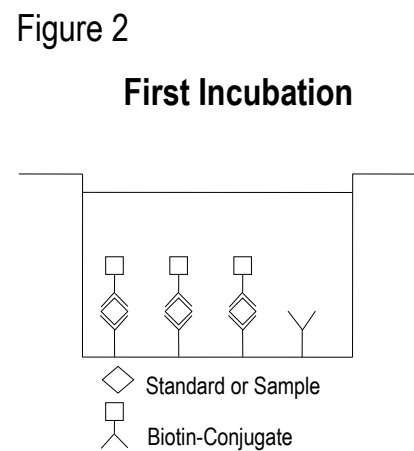 Figure 2
First Incubation
Standard or Sample
Biotin-Conjugate